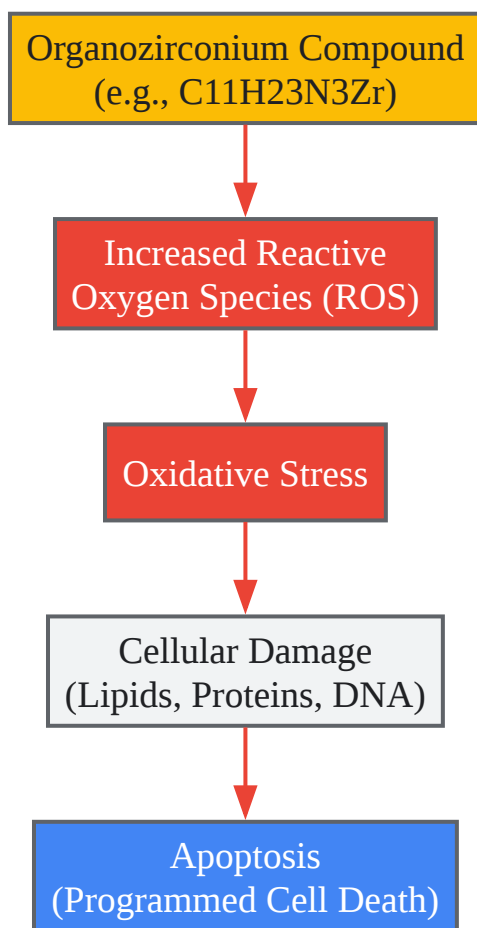 Organozirconium Compound
(e.g., C11H23N3Zr)
Increased Reactive
Oxygen Species (ROS)
Oxidative Stress
Cellular Damage
(Lipids, Proteins, DNA)
Apoptosis
(Programmed Cell Death)